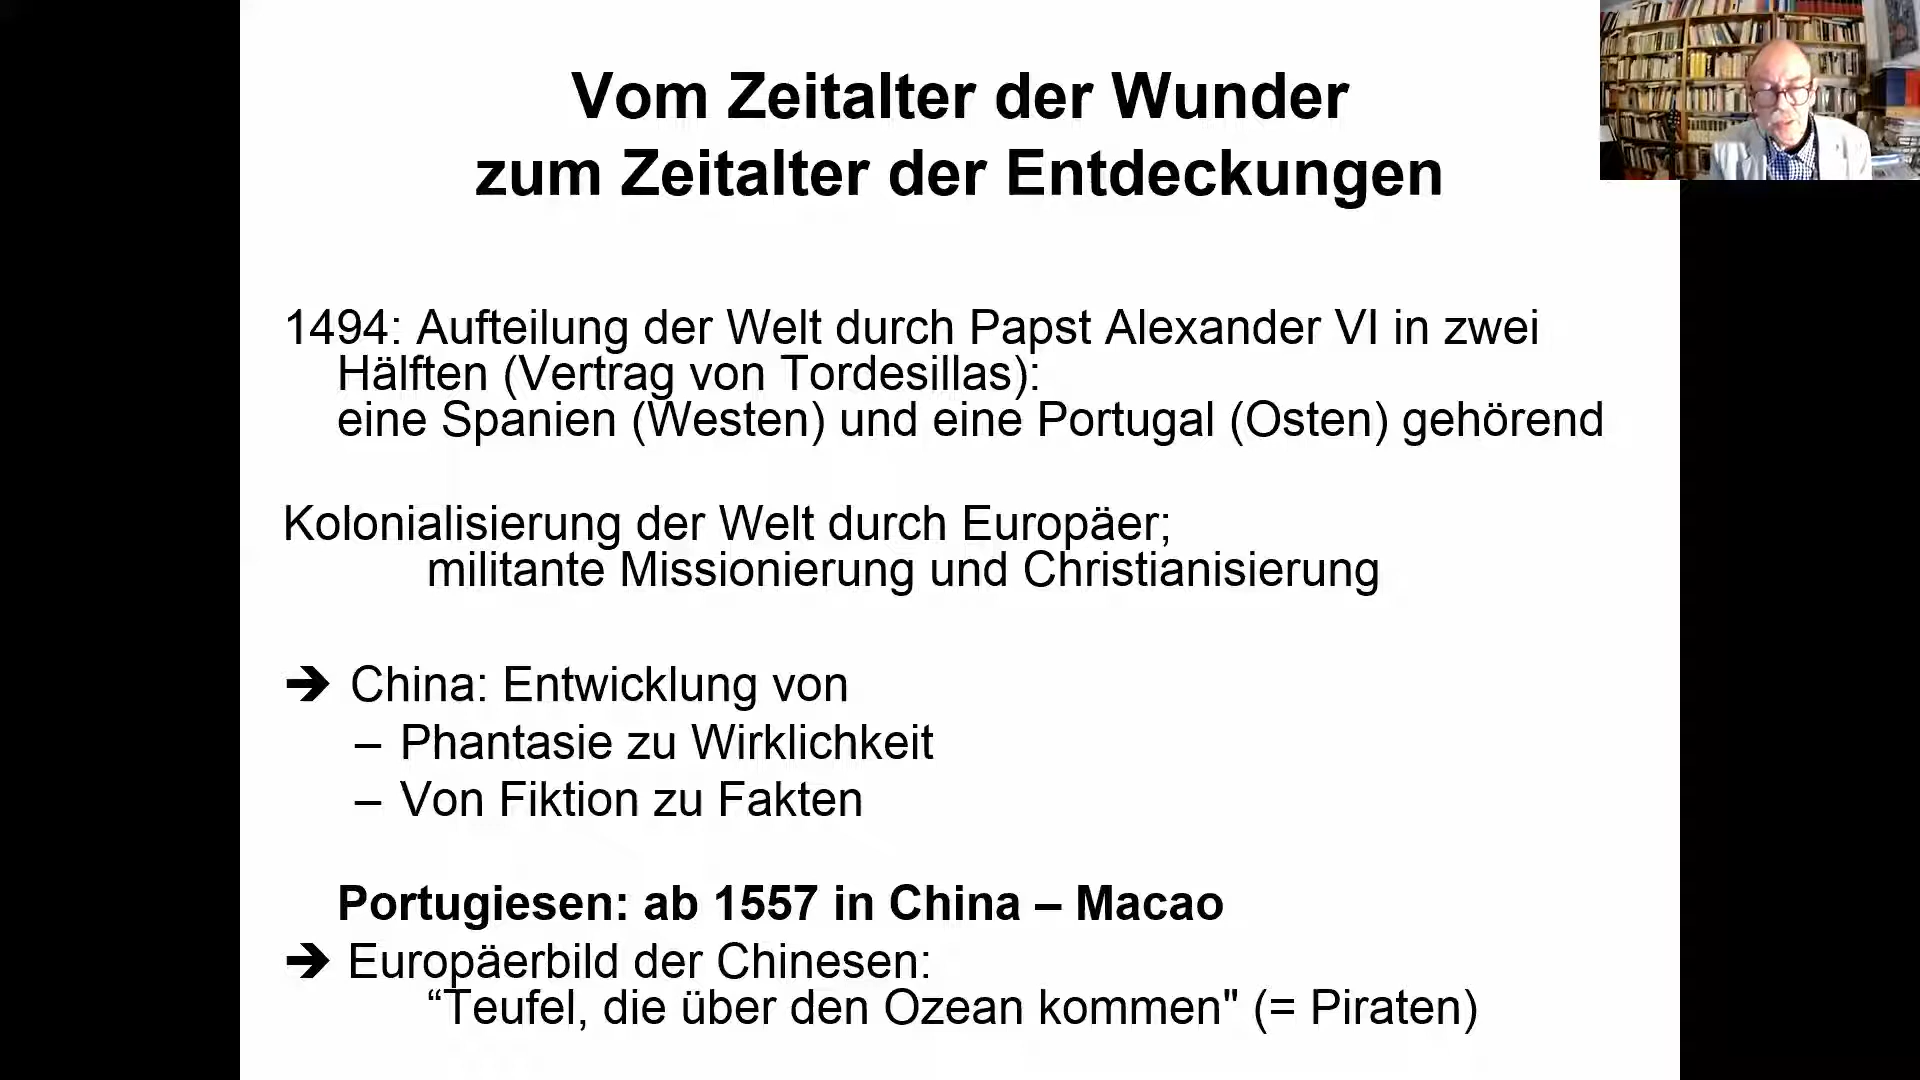 Vom Zeitalter der Wunder
zum Zeitalter der Entdeckungen
1494: Aufteilung der Welt durch Papst Alexander VI in zwei
Hälften (Vertrag von Tordesillas):
eine Spanien (Westen) und eine Portugal (Osten) gehörend
Kolonialisierung der Welt durch Europäer;
militante Missionierung und Christianisierung
➔ China: Entwicklung von
– Phantasie zu Wirklichkeit
– Von Fiktion zu Fakten
Portugiesen: ab 1557 in China – Macao
➔ Europäerbild der Chinesen:
“Teufel, die über den Ozean kommen" (= Piraten)